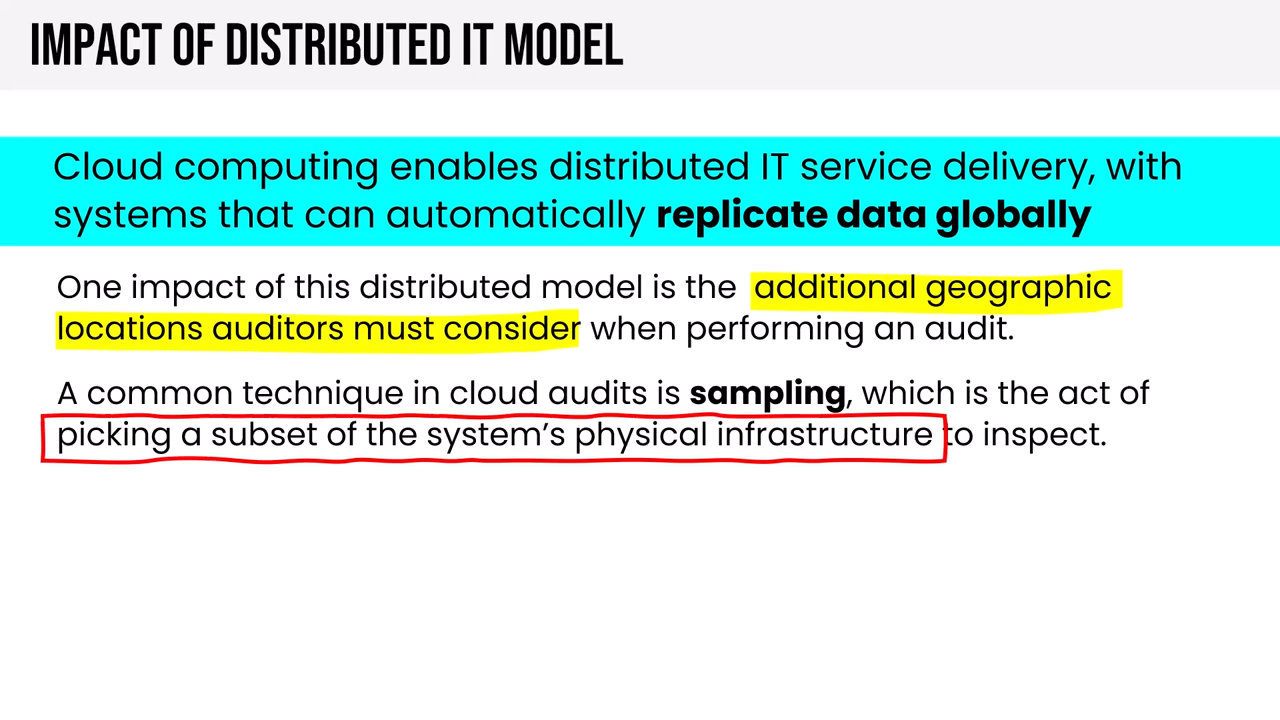 IMPACT OF DISTRIBUTED IT MODEL
Cloud computing enables distributed IT service delivery, with
systems that can automatically replicate data globally
One impact of this distributed model is the additional geographic
locations auditors must consider when performing an audit.
A common technique in cloud audits is sampling, which is the act of
picking a subset of the system’s physical infrastructure to inspect.